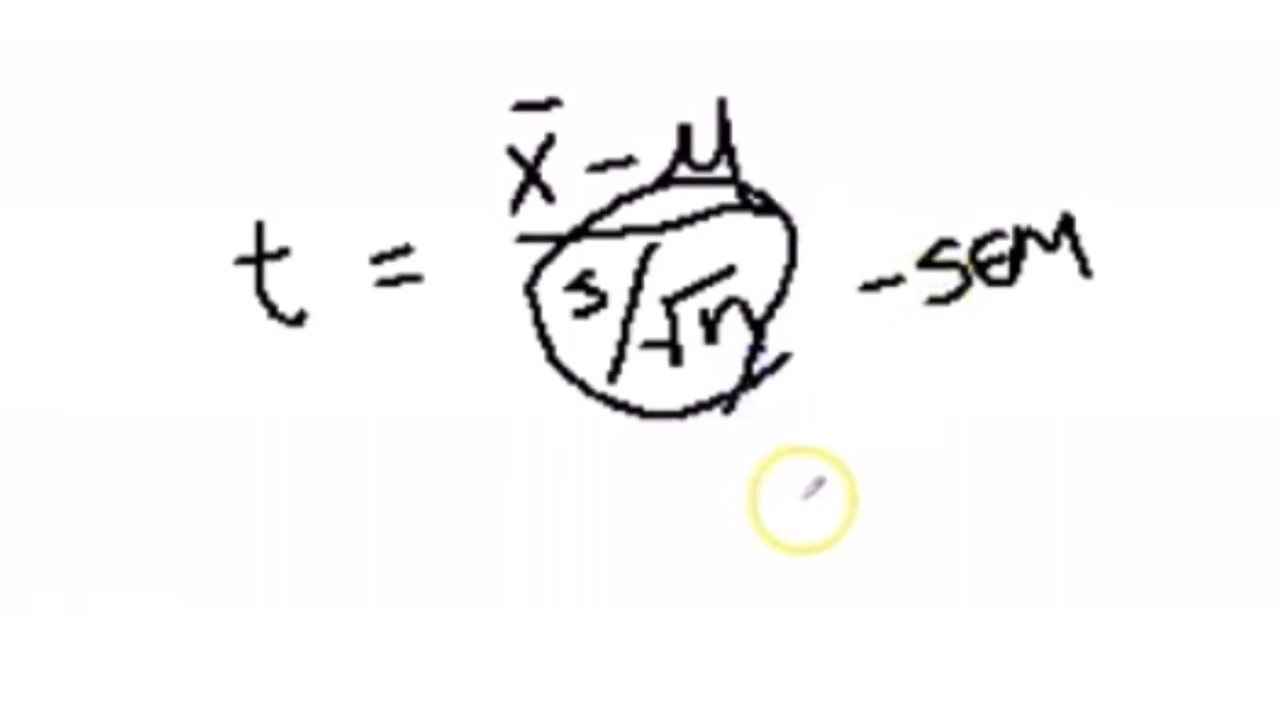 t = x̄ - μ
s/√n - SEM